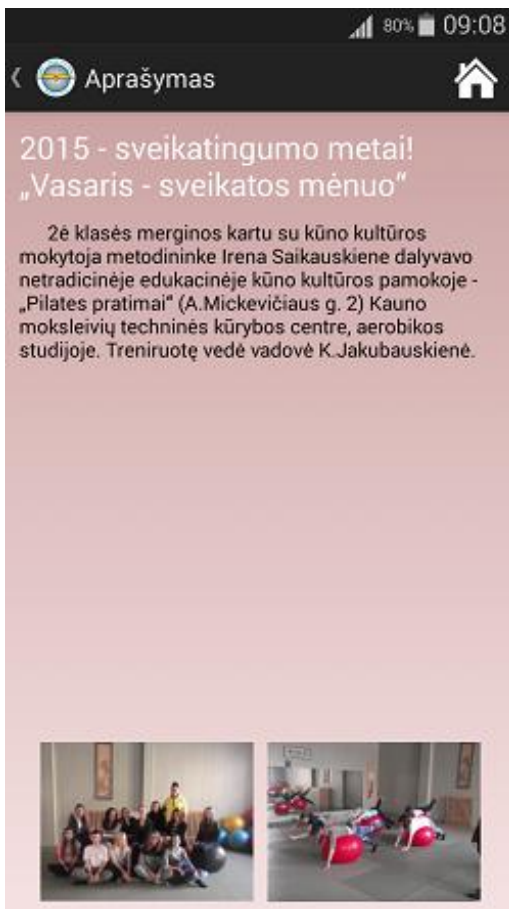 80% 09:08
Aprašymas
2015 - sveikatingumo metai!
„Vasaris - sveikatos mėnuo“
2ė klasės merginos kartu su kūno kultūros
mokytoja metodininke Irena Saikauskiene dalyvavo
netradicinėje edukacinėje kūno kultūros pamokoje -
„Pilates pratimai“ (A.Mickevičiaus g. 2) Kauno
moksleivių techninės kūrybos centre, aerobikos
studijoje. Treniruotę vedė vadovė K.Jakubauskienė.